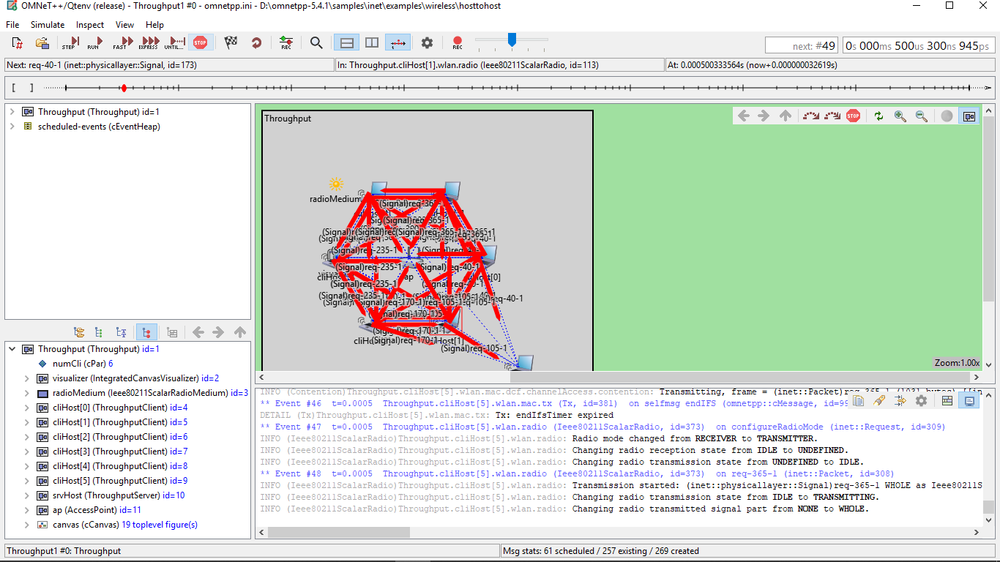 OMNeT++/Qtenv (release) - Throughput1 #0 - omnetpp.ini - D:\omnetpp-5.4.1\samples\inet\examples\wireless\hosttohost
File Simulate Inspect View Help
STEP RUN FAST EXPRESS UNTIL... STOP REC REC
next: #49 0s 000ms 500us 300ns 945ps
Next: req-40-1 (inet::physicallayer::Signal, id=173) In: Throughput.cliHost[1].wlan.radio (Ieee80211ScalarRadio, id=113) At: 0.000500333564s (now+0.000000032619s)
[ ]
Throughput (Throughput) id=1
scheduled-events (cEventHeap)
Throughput (Throughput) id=1
numCli (cPar) 6
visualizer (IntegratedCanvasVisualizer) id=2
radioMedium (Ieee80211ScalarRadioMedium) id=3
cliHost[0] (ThroughputClient) id=4
cliHost[1] (ThroughputClient) id=5
cliHost[2] (ThroughputClient) id=6
cliHost[3] (ThroughputClient) id=7
cliHost[4] (ThroughputClient) id=8
cliHost[5] (ThroughputClient) id=9
srvHost (ThroughputServer) id=10
ap (AccessPoint) id=11
canvas (cCanvas) 19 toplevel figure(s)
Throughput
STOP
radioMedium
(Signal)req-365-1
(Signal)req-365-1
(Signal)req-235-1
(Signal)req-235-1
(Signal)req-40-1
ap
(Signal)req-235-1
(Signal)req-40-1
(Signal)req-170-1
(Signal)req-170-1
(Signal)req-105-1
Zoom:1.00x
INFO (Contention)Throughput.cliHost[5].wlan.mac.dcf.channelAccess.contention: Transmitting, frame = (inet::Packet)req-365-1
** Event #46 t=0.0005 Throughput.cliHost[5].wlan.mac.tx (Tx, id=381) on selfmsg endIFS (omnetpp::cMessage, id=99
DETAIL (Tx)Throughput.cliHost[5].wlan.mac.tx: Tx: endIfsTimer expired
** Event #47 t=0.0005 Throughput.cliHost[5].wlan.radio (Ieee80211ScalarRadio, id=373) on configureRadioMode (inet::Request, id=309)
INFO (Ieee80211ScalarRadio)Throughput.cliHost[5].wlan.radio: Radio mode changed from RECEIVER to TRANSMITTER.
INFO (Ieee80211ScalarRadio)Throughput.cliHost[5].wlan.radio: Changing radio reception state from IDLE to UNDEFINED.
INFO (Ieee80211ScalarRadio)Throughput.cliHost[5].wlan.radio: Changing radio transmission state from UNDEFINED to IDLE.
** Event #48 t=0.0005 Throughput.cliHost[5].wlan.radio (Ieee80211ScalarRadio, id=373) on req-365-1 (inet::Packet, id=308)
INFO (Ieee80211ScalarRadio)Throughput.cliHost[5].wlan.radio: Transmission started: (inet::physicallayer::Signal)req-365-1 WHOLE as Ieee80211S
INFO (Ieee80211ScalarRadio)Throughput.cliHost[5].wlan.radio: Changing radio transmission state from IDLE to TRANSMITTING.
INFO (Ieee80211ScalarRadio)Throughput.cliHost[5].wlan.radio: Changing radio transmitted signal part from NONE to WHOLE.
Throughput1 #0: Throughput Msg stats: 61 scheduled / 257 existing / 269 created